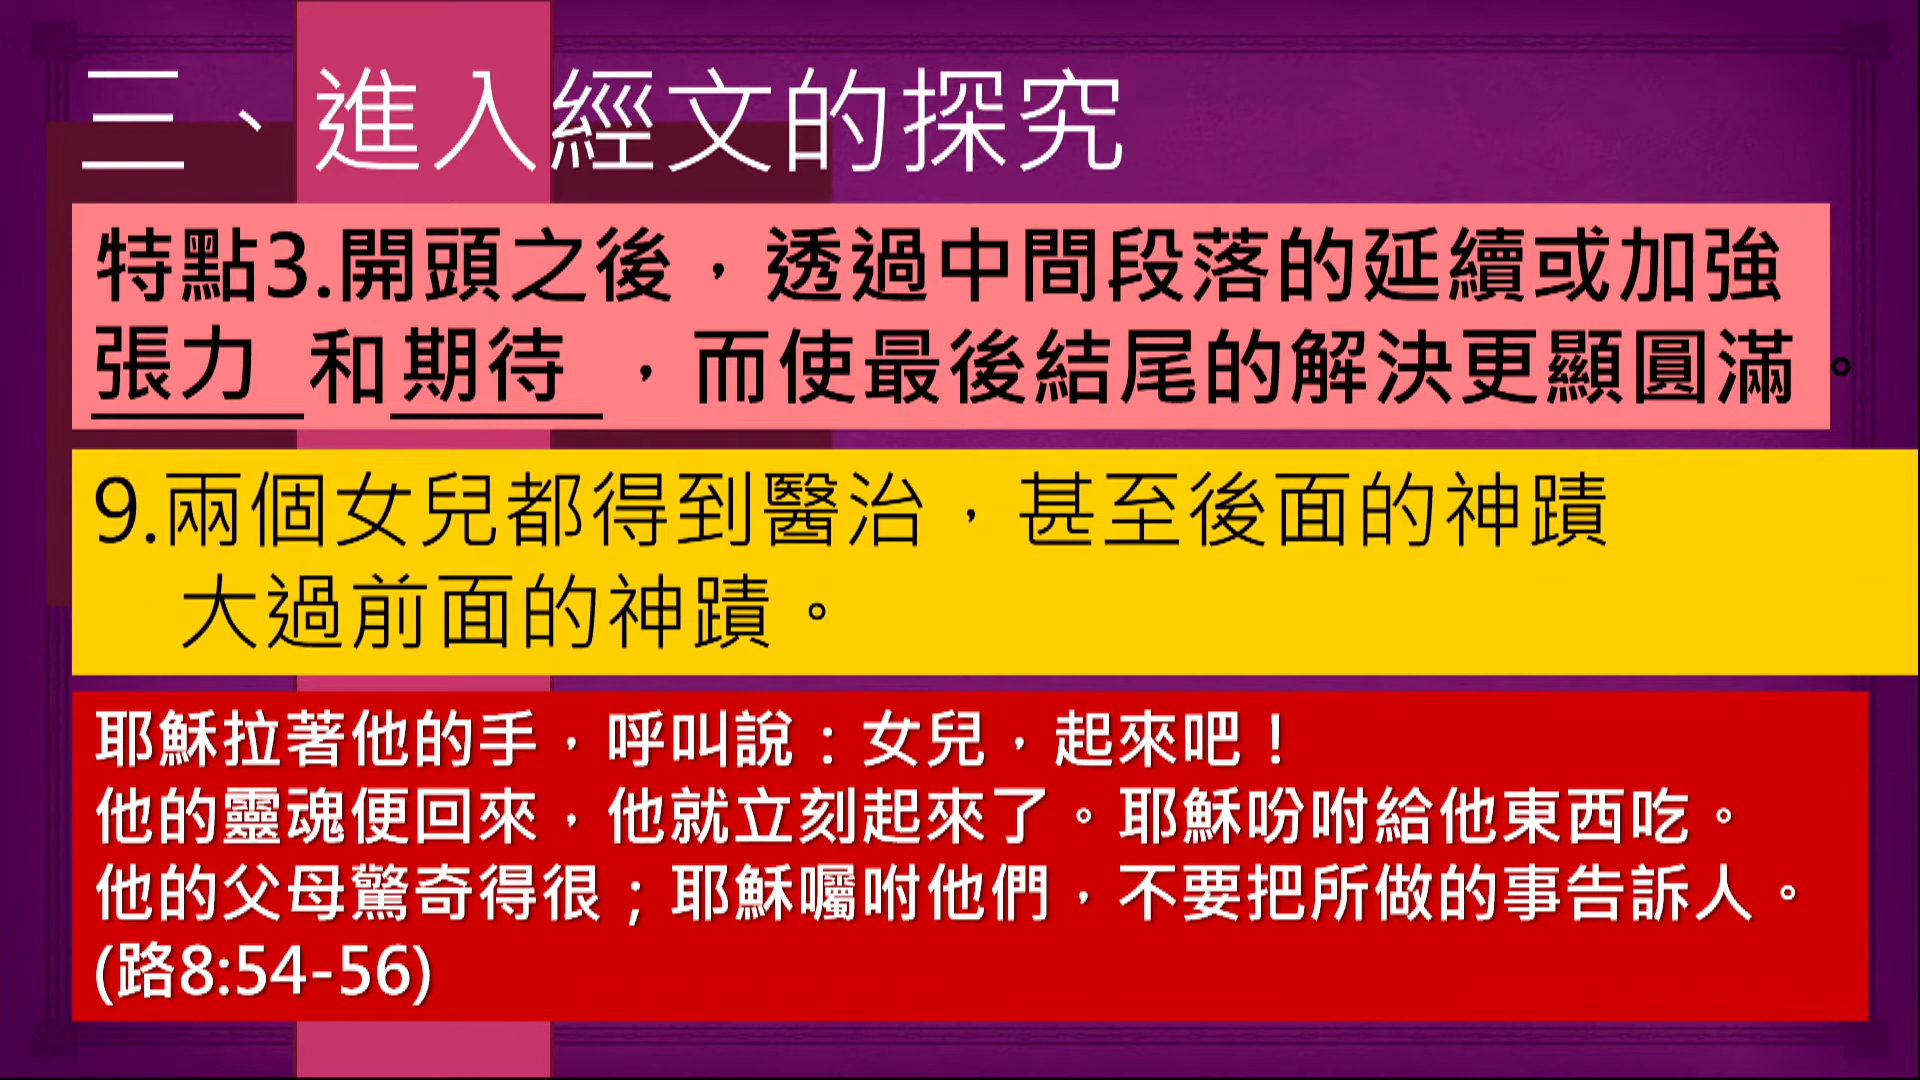 三、進入經文的探究
特點3.開頭之後，透過中間段落的延續或加強
張力 和期待 ，而使最後結尾的解決更顯圓滿。
9.兩個女兒都得到醫治，甚至後面的神蹟
大過前面的神蹟。
耶穌拉著他的手，呼叫說：女兒，起來吧！
他的靈魂便回來，他就立刻起來了。耶穌吩咐給他東西吃。
他的父母驚奇得很；耶穌囑咐他們，不要把所做的事告訴人。
(路8:54-56)